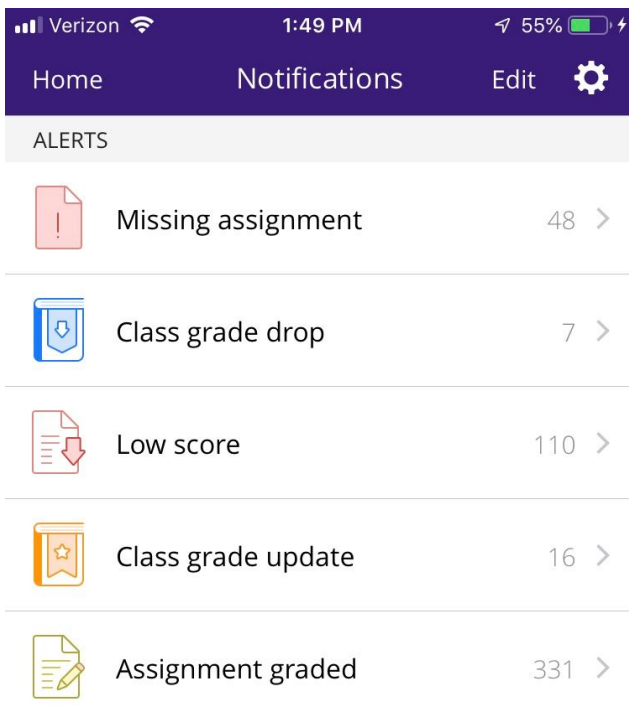 Verizon 1:49 PM 55%
Home Notifications Edit
ALERTS
Missing assignment 48
Class grade drop 7
Low score 110
Class grade update 16
Assignment graded 331